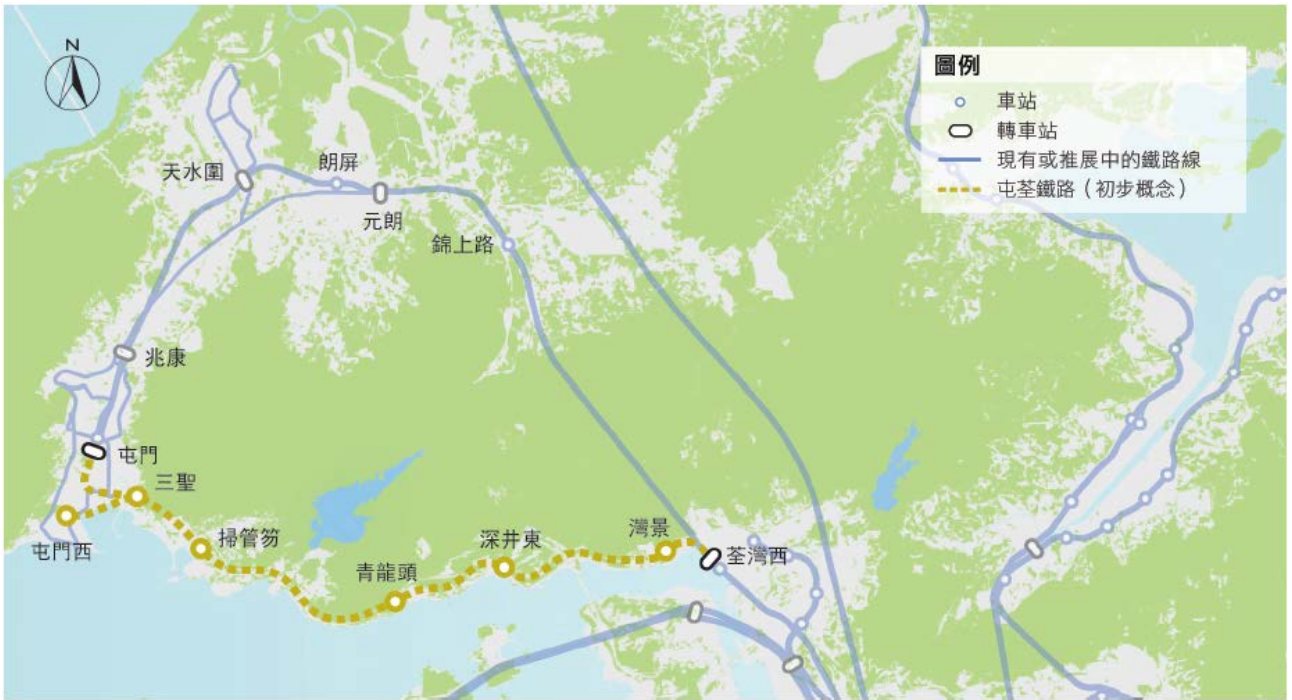 N
圖例
車站
轉車站
現有或推展中的鐵路線
屯荃鐵路（初步概念）
天水圍
朗屏
元朗
錦上路
兆康
屯門
三聖
屯門西
掃管笏
青龍頭
深井東
灣景
荃灣西